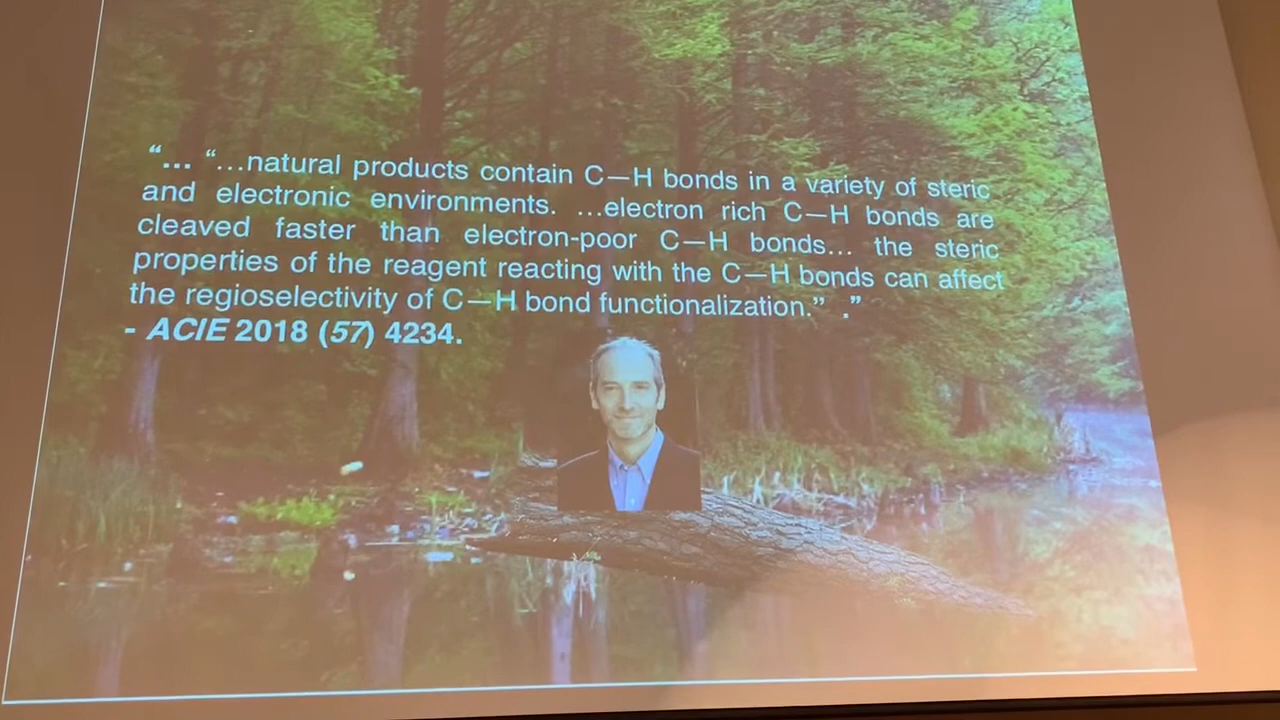 “... “...natural products contain C—H bonds in a variety of steric
and electronic environments. ...electron rich C—H bonds are
cleaved faster than electron-poor C—H bonds... the steric
properties of the reagent reacting with the C—H bonds can affect
the regioselectivity of C—H bond functionalization.” .”
- ACIE 2018 (57) 4234.